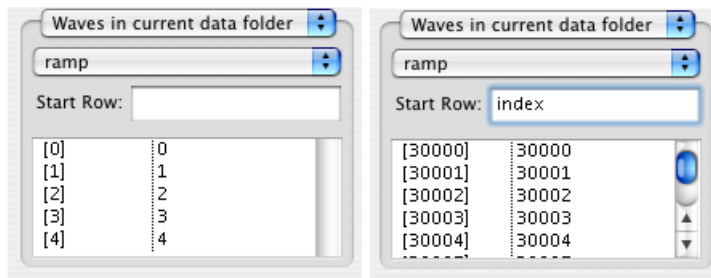 Waves in current data folder
ramp
Start Row:
[0] 0
[1] 1
[2] 2
[3] 3
[4] 4
Waves in current data folder
ramp
Start Row: index
[30000] 30000
[30001] 30001
[30002] 30002
[30003] 30003
[30004] 30004